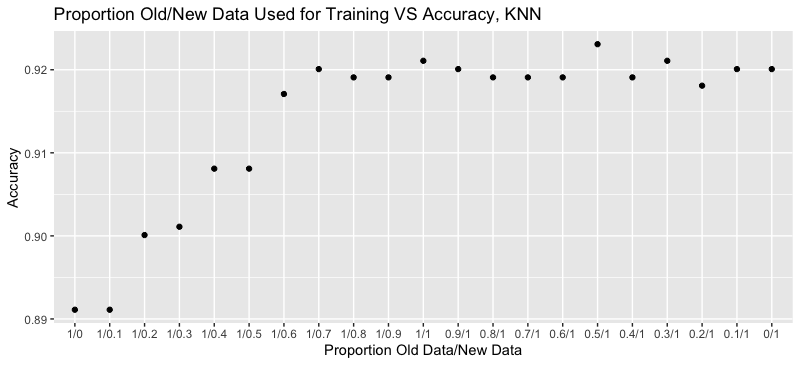 Proportion Old/New Data Used for Training VS Accuracy, KNN
Accuracy
0.92
0.91
0.90
0.89
1/0 1/0.1 1/0.2 1/0.3 1/0.4 1/0.5 1/0.6 1/0.7 1/0.8 1/0.9 1/1 0.9/1 0.8/1 0.7/1 0.6/1 0.5/1 0.4/1 0.3/1 0.2/1 0.1/1 0/1
Proportion Old Data/New Data